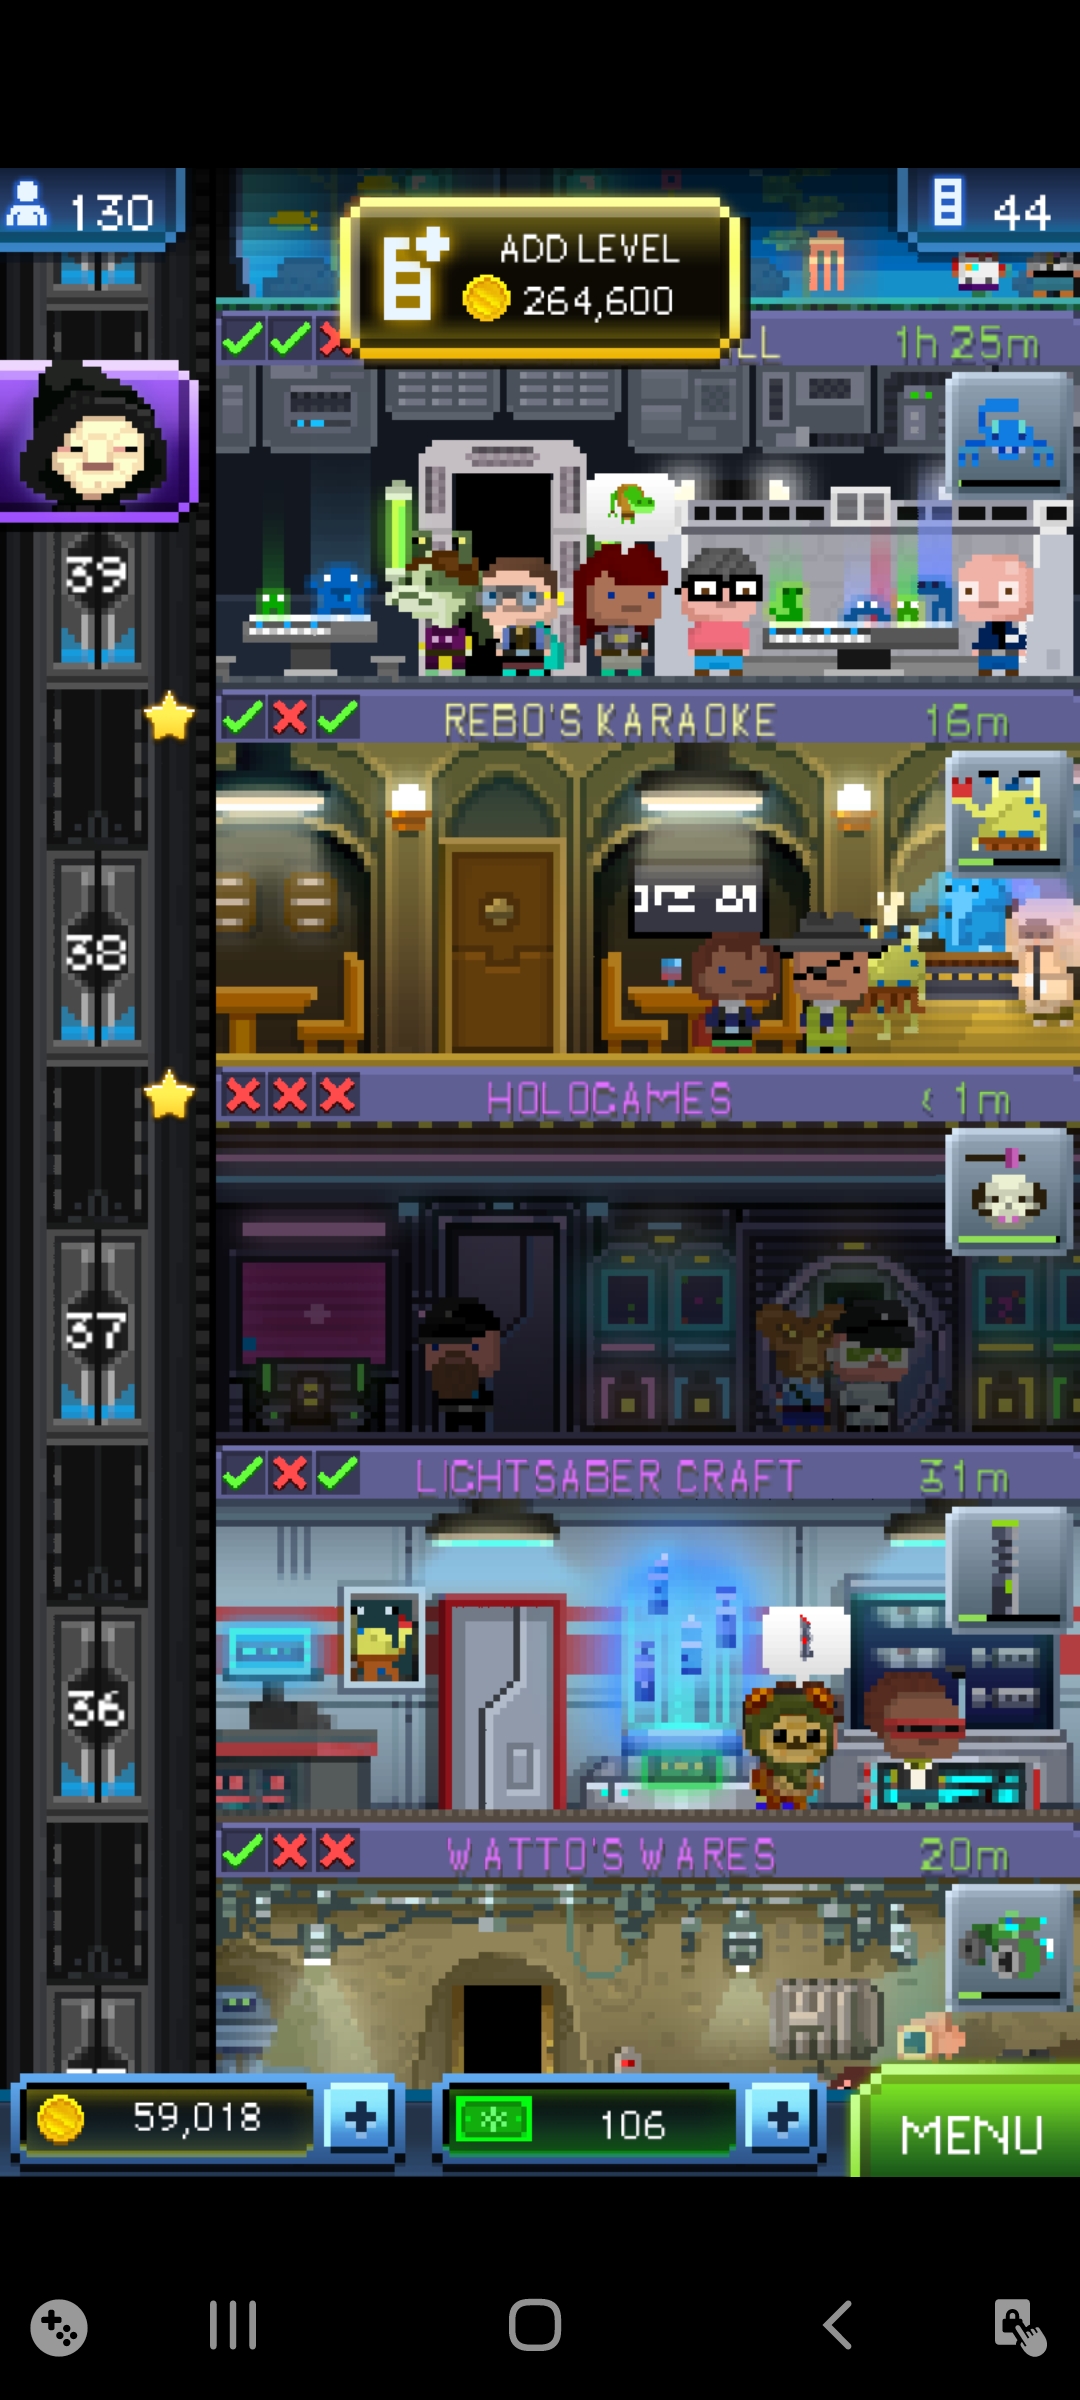 130
ADD LEVEL
264,600
44
LL
1h 25m
39
REBO'S KARAOKE
16m
38
HOLOGAMES
< 1m
37
LIGHTSABER CRAFT
31m
36
WATTO'S WARES
20m
59,018
+
106
+
MENU